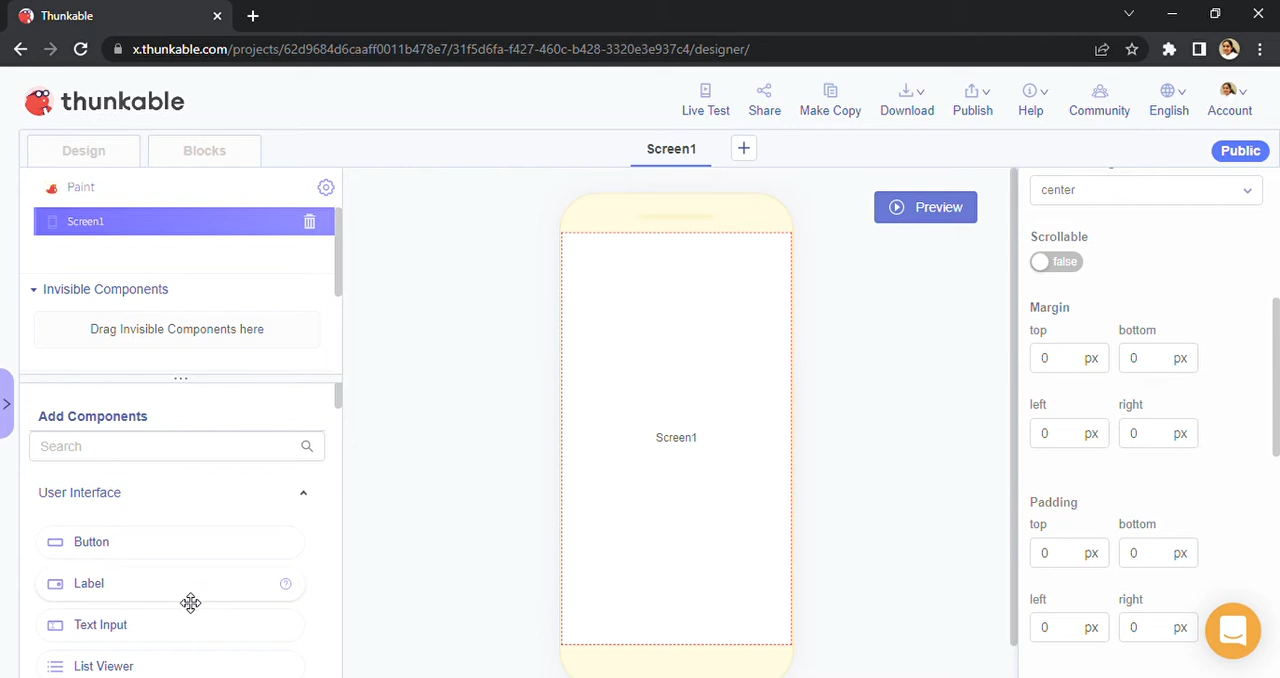 Thunkable
x.thunkable.com/projects/62d9684d6caaff0011b478e7/31f5d6fa-f427-460c-b428-3320e3e937c4/designer/
thunkable
Live Test
Share
Make Copy
Download
Publish
Help
Community
English
Account
Design
Blocks
Screen1
Public
Paint
Screen1
Invisible Components
Drag Invisible Components here
Add Components
Search
User Interface
Button
Label
Text Input
List Viewer
Preview
Screen1
center
Scrollable
false
Margin
top bottom
0 px 0 px
left right
0 px 0 px
Padding
top bottom
0 px 0 px
left right
0 px 0 px